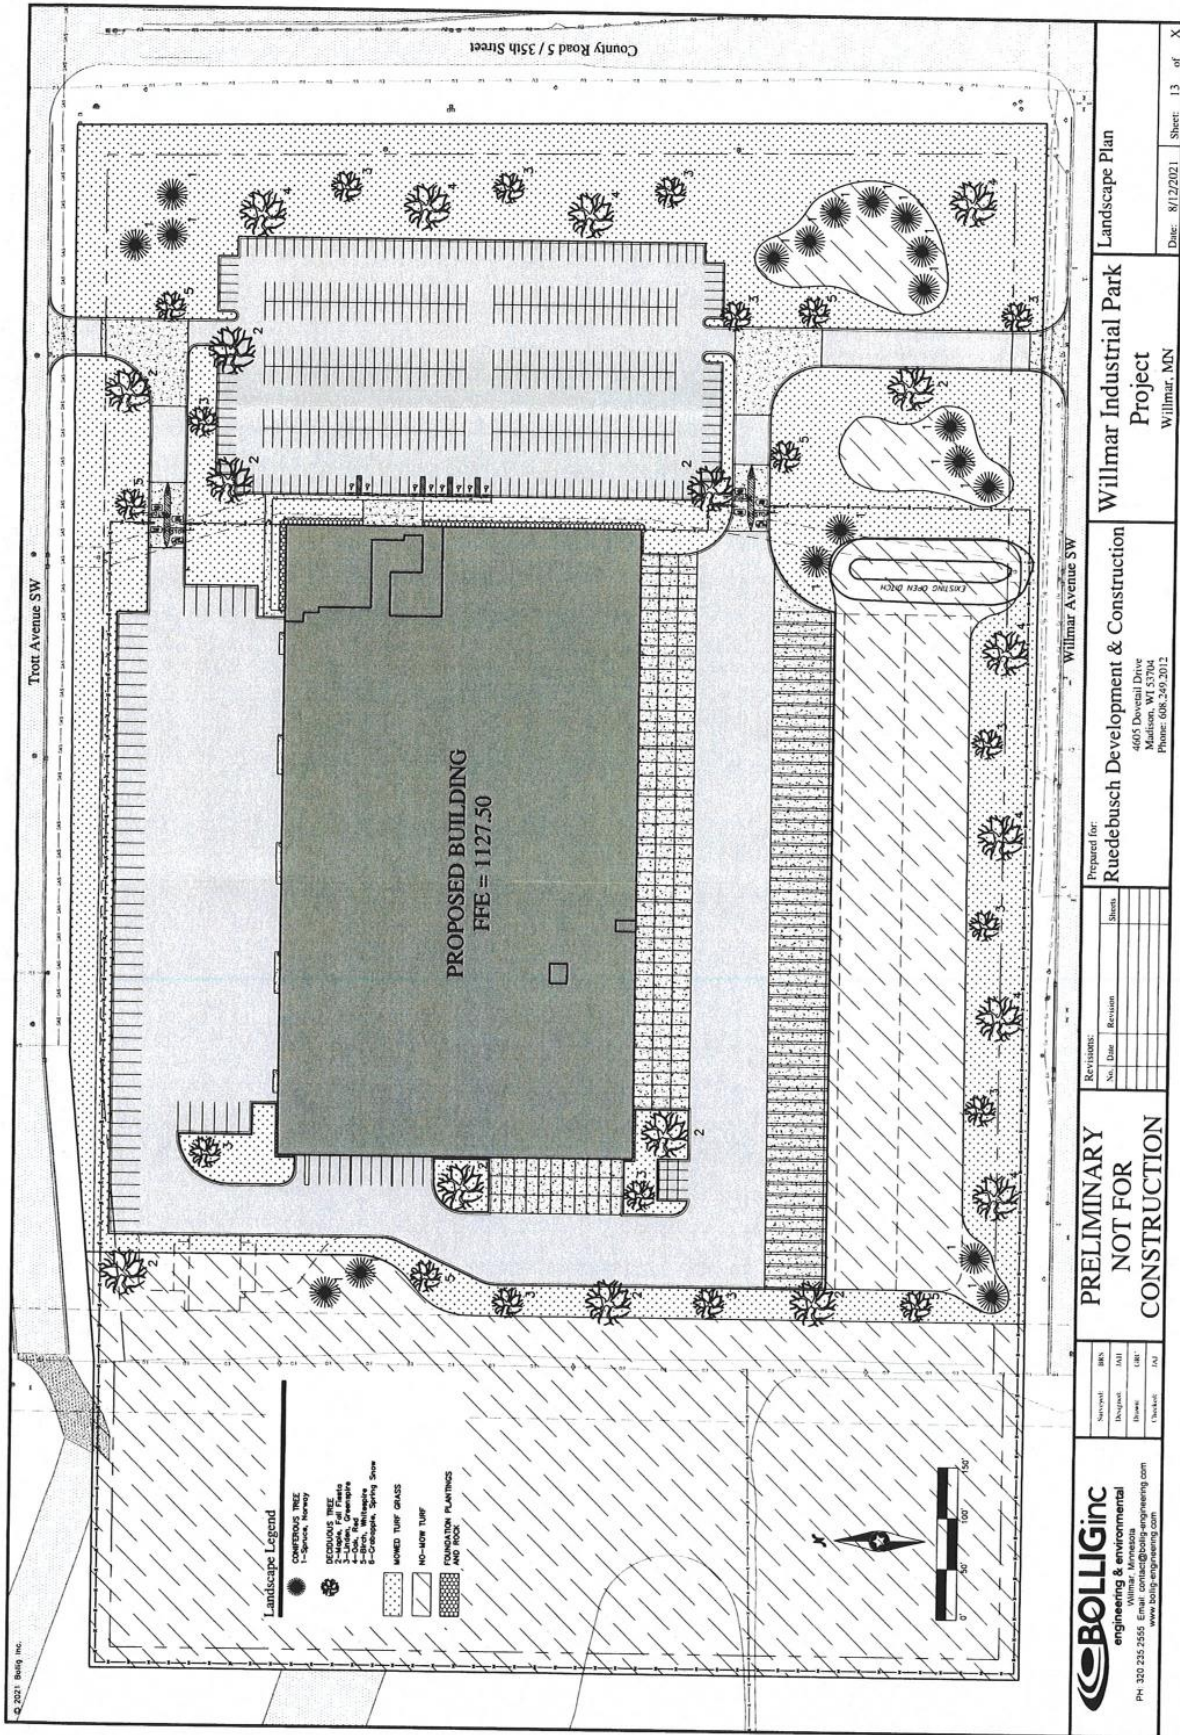 © 2021 Bollig Inc.
County Road 5 / 35th Street
Trott Avenue SW
Willmar Avenue SW
PROPOSED BUILDING
FFE = 1127.50
EXISTING OPEN DITCH
Landscape Legend
CONIFEROUS TREE
1-Spruce, Norway
DECIDUOUS TREE
2-Maple, Fall Fiesta
3-Linden, Greenspire
4-Oak, Red
5-Birch, Whitespire
6-Crabapple, Spring Snow
MOWED TURF GRASS
NO-MOW TURF
FOUNDATION PLANTINGS
AND ROCK
N
0' 50' 100' 150'
BOLLIGinc
engineering & environmental
Willmar, Minnesota
PH: 320 235 2555 Email: contact@bollig-engineering.com
www.bollig-engineering.com
Surveyed: BRS
Designed: JAH
Drawn:
Checked: JAJ
PRELIMINARY
NOT FOR
CONSTRUCTION
Revisions:
No. Date Revision Sheets
Prepared for:
Ruedebusch Development & Construction
4605 Dovetail Drive
Madison, WI 53704
Phone: 608.249.2012
Willmar Industrial Park
Project
Willmar, MN
Landscape Plan
Date: 8/12/2021 Sheet: 13 of X